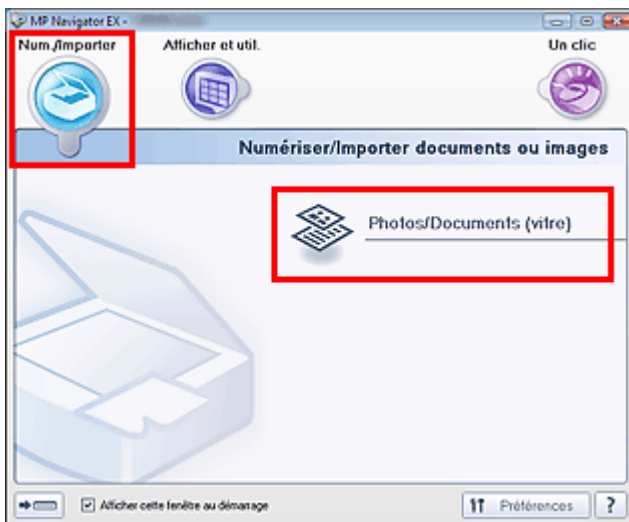 MP Navigator EX -
Num./Importer
Afficher et util.
Un clic
Numériser/Importer documents ou images
Photos/Documents (vitre)
Afficher cette fenêtre au démarrage
Préférences
?